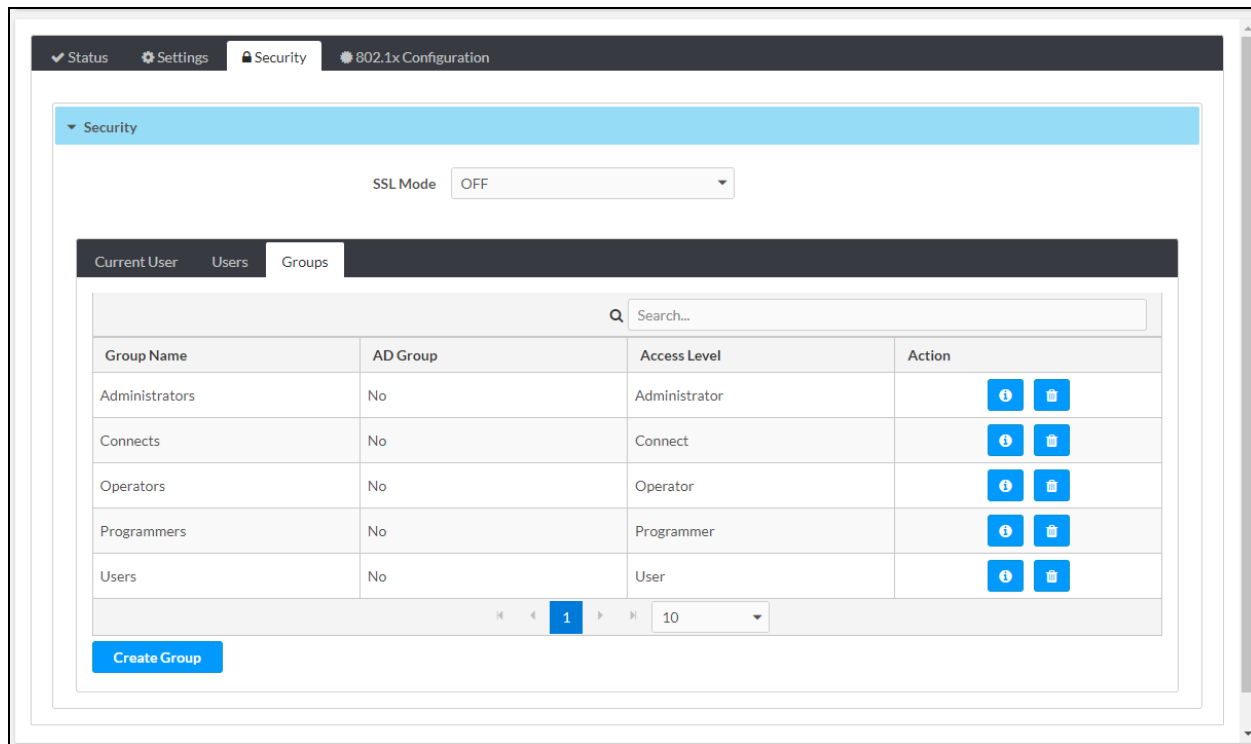 Status Settings Security 802.1x Configuration
Security
SSL Mode OFF
Current User Users Groups
Search...
Group Name AD Group Access Level Action
Administrators No Administrator
Connects No Connect
Operators No Operator
Programmers No Programmer
Users No User
1 10
Create Group